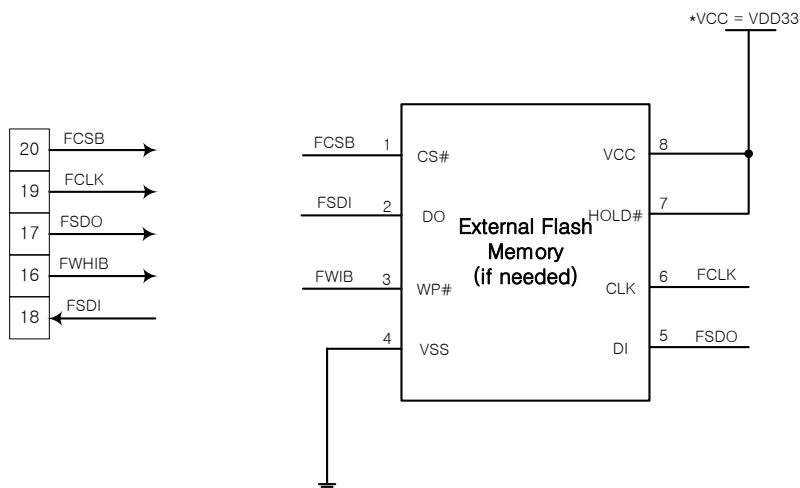 *VCC = VDD33
20 FCSB
19 FCLK
17 FSDO
16 FWHIB
18 FSDI
FCSB 1 CS#
FSDI 2 DO
FWIB 3 WP#
4 VSS
External Flash
Memory
(if needed)
VCC 8
HOLD# 7
CLK 6 FCLK
DI 5 FSDO